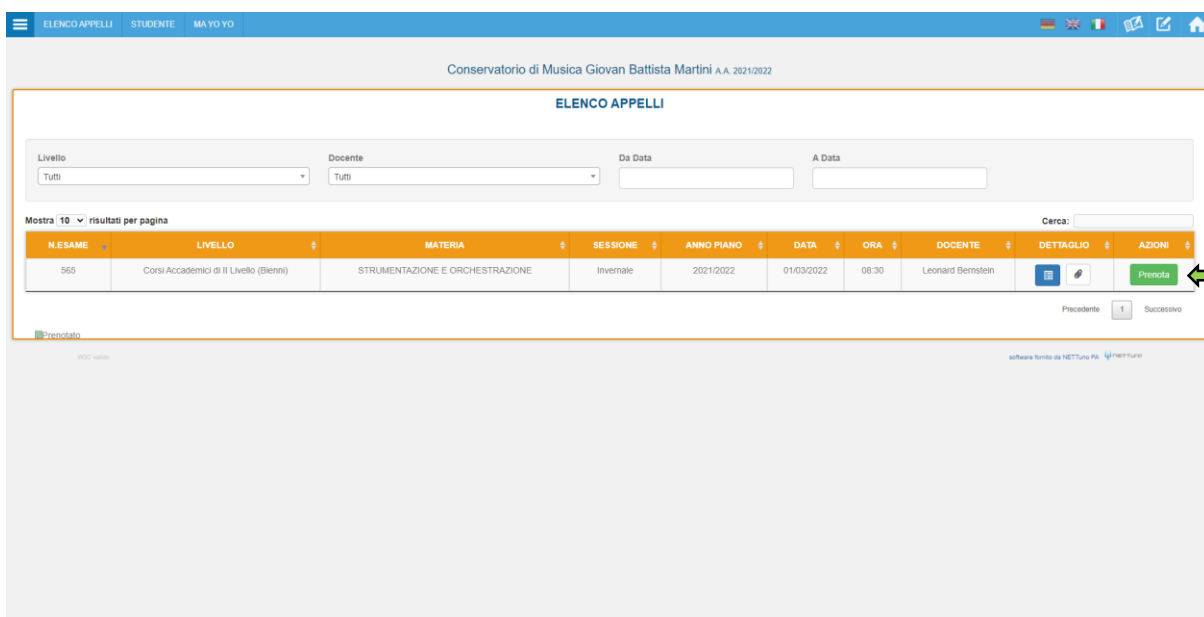 ELENCO APPELLI STUDENTE MA YO YO
Conservatorio di Musica Giovan Battista Martini A.A. 2021/2022
ELENCO APPELLI
Livello Docente Da Data A Data
Tutti Tutti
Mostra 10 risultati per pagina Cerca:
N.ESAME LIVELLO MATERIA SESSIONE ANNO PIANO DATA ORA DOCENTE DETTAGLIO AZIONI
565 Corsi Accademici di II Livello (Bienni) STRUMENTAZIONE E ORCHESTRAZIONE Invernale 2021/2022 01/03/2022 08:30 Leonard Bernstein Prenota
Precedente 1 Successivo
Prenotato
W3C valido software fornito da NETTuno PA NETTuno